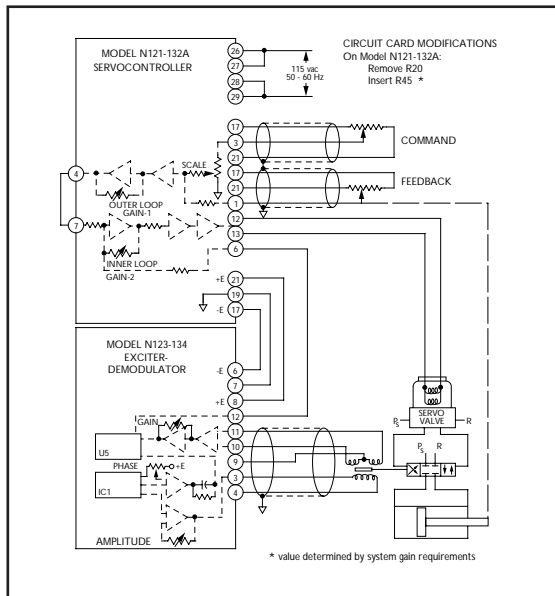 MODEL N121-132A
SERVOCONTROLLER
26
27
28
29
115 vac
50 - 60 Hz
CIRCUIT CARD MODIFICATIONS
On Model N121-132A:
Remove R20
Insert R45 *
17
3
21
COMMAND
17
21
1
FEEDBACK
SCALE
4
OUTER LOOP
GAIN-1
7
INNER LOOP
GAIN-2
12
13
6
+E 21
19
-E 17
MODEL N123-134
EXCITER-
DEMODULATOR
-E 6
7
+E 8
12
GAIN
11
U5
10
PHASE
+E
9
IC1
3
4
AMPLITUDE
SERVO
VALVE
PS
R
PS R
* value determined by system gain requirements